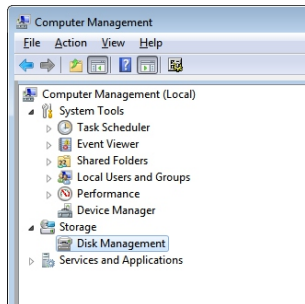 Computer Management
File Action View Help
Computer Management (Local)
System Tools
Task Scheduler
Event Viewer
Shared Folders
Local Users and Groups
Performance
Device Manager
Storage
Disk Management
Services and Applications